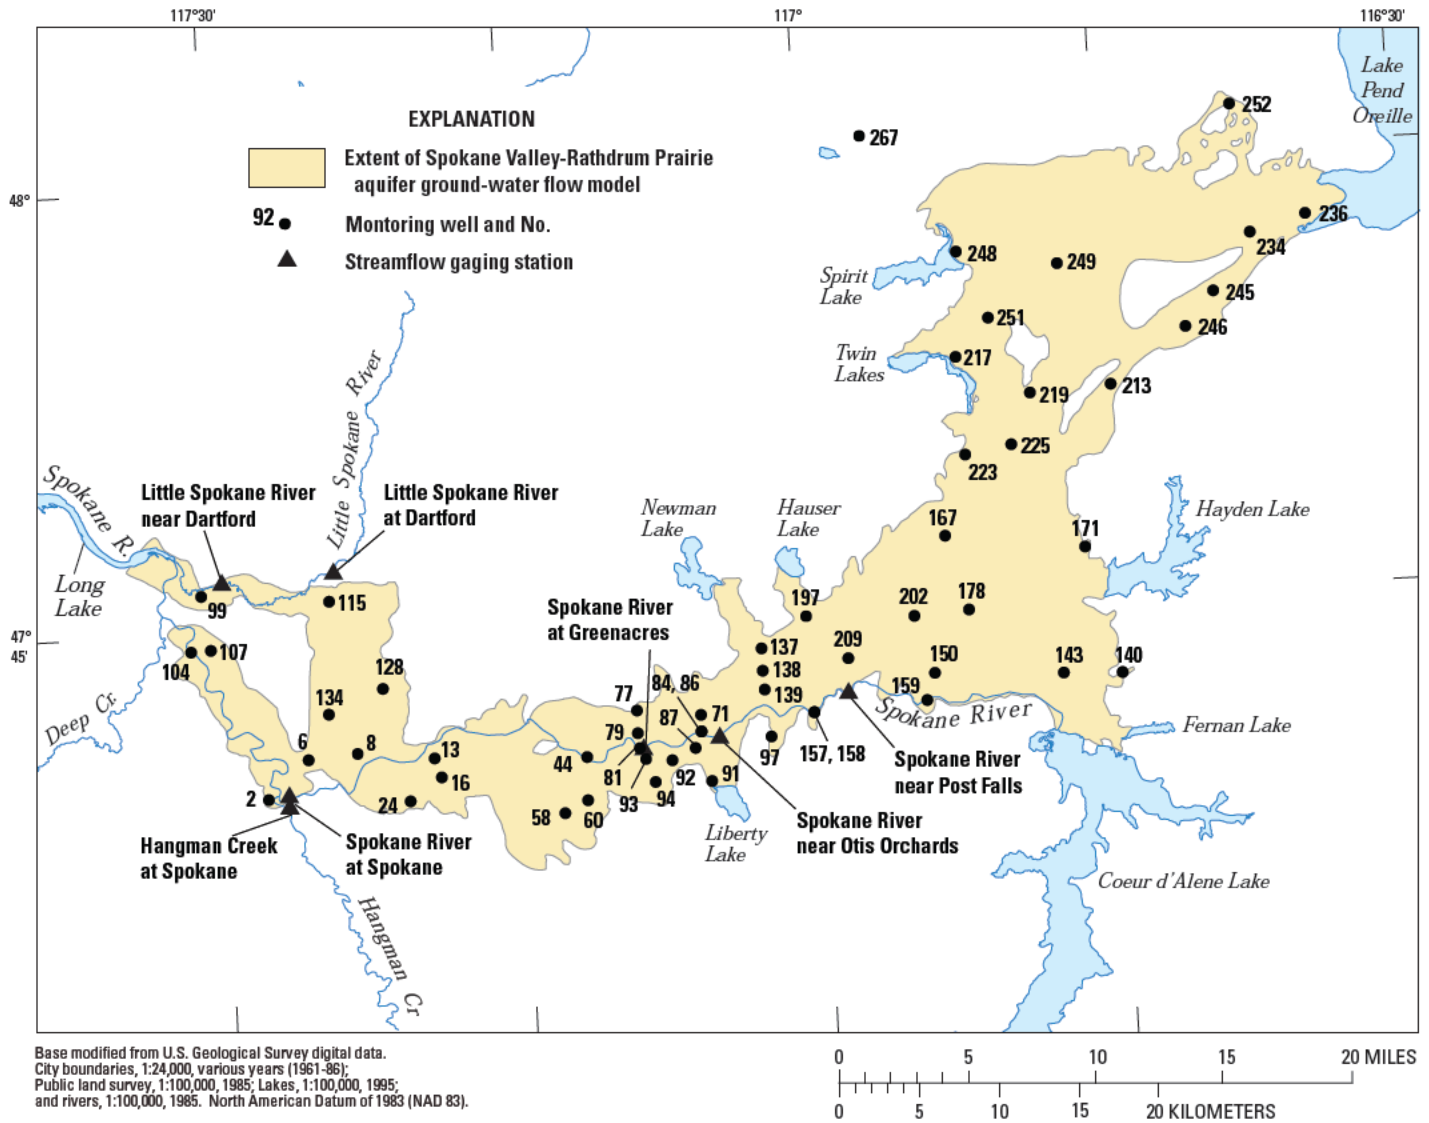 117°30'
117°
116°30'
Lake
Pend
Oreille
EXPLANATION
Extent of Spokane Valley-Rathdrum Prairie
aquifer ground-water flow model
92
Montoring well and No.
Streamflow gaging station
48°
267
252
236
234
248
249
Spirit
Lake
245
251
246
Twin
Lakes
217
213
219
225
223
Little Spokane River
Spokane R.
Little Spokane River
near Dartford
Little Spokane River
at Dartford
Newman
Lake
Hauser
Lake
167
171
Hayden Lake
Long
Lake
99
115
Spokane River
at Greenacres
197
202
178
47°
45'
107
104
128
137
209
138
150
143
140
84, 86
139
159
134
77
71
Deep Cr.
79
87
Spokane River
Fernan Lake
6
8
13
44
81
92
97
157, 158
Spokane River
near Post Falls
16
93
94
91
2
24
58
60
Liberty
Lake
Spokane River
near Otis Orchards
Hangman Creek
at Spokane
Spokane River
at Spokane
Hangman Cr
Coeur d'Alene Lake
Base modified from U.S. Geological Survey digital data.
City boundaries, 1:24,000, various years (1961-86);
Public land survey, 1:100,000, 1985; Lakes, 1:100,000, 1995;
and rivers, 1:100,000, 1985. North American Datum of 1983 (NAD 83).
0 5 10 15 20 MILES
0 5 10 15 20 KILOMETERS